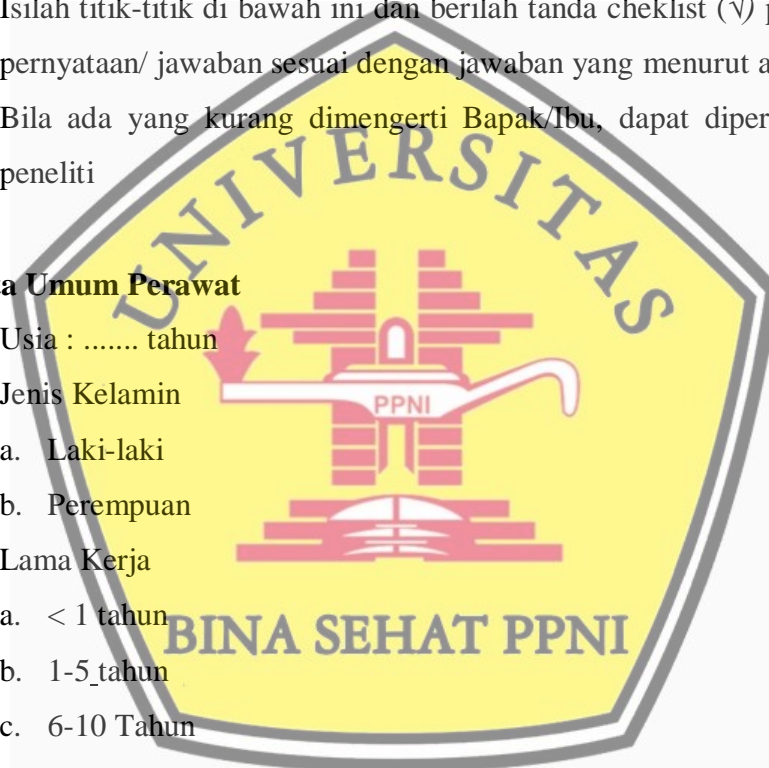 Isilah titik-titik di bawah ini dan berilah tanda cheklist (√) p
pernyataan/ jawaban sesuai dengan jawaban yang menurut a
Bila ada yang kurang dimengerti Bapak/Ibu, dapat diper
peneliti
a Umum Perawat
Usia : ....... tahun
Jenis Kelamin
a. Laki-laki
b. Perempuan
Lama Kerja
a. < 1 tahun
b. 1-5 tahun
c. 6-10 Tahun
UNIVERSITAS
PPNI
BINA SEHAT PPNI